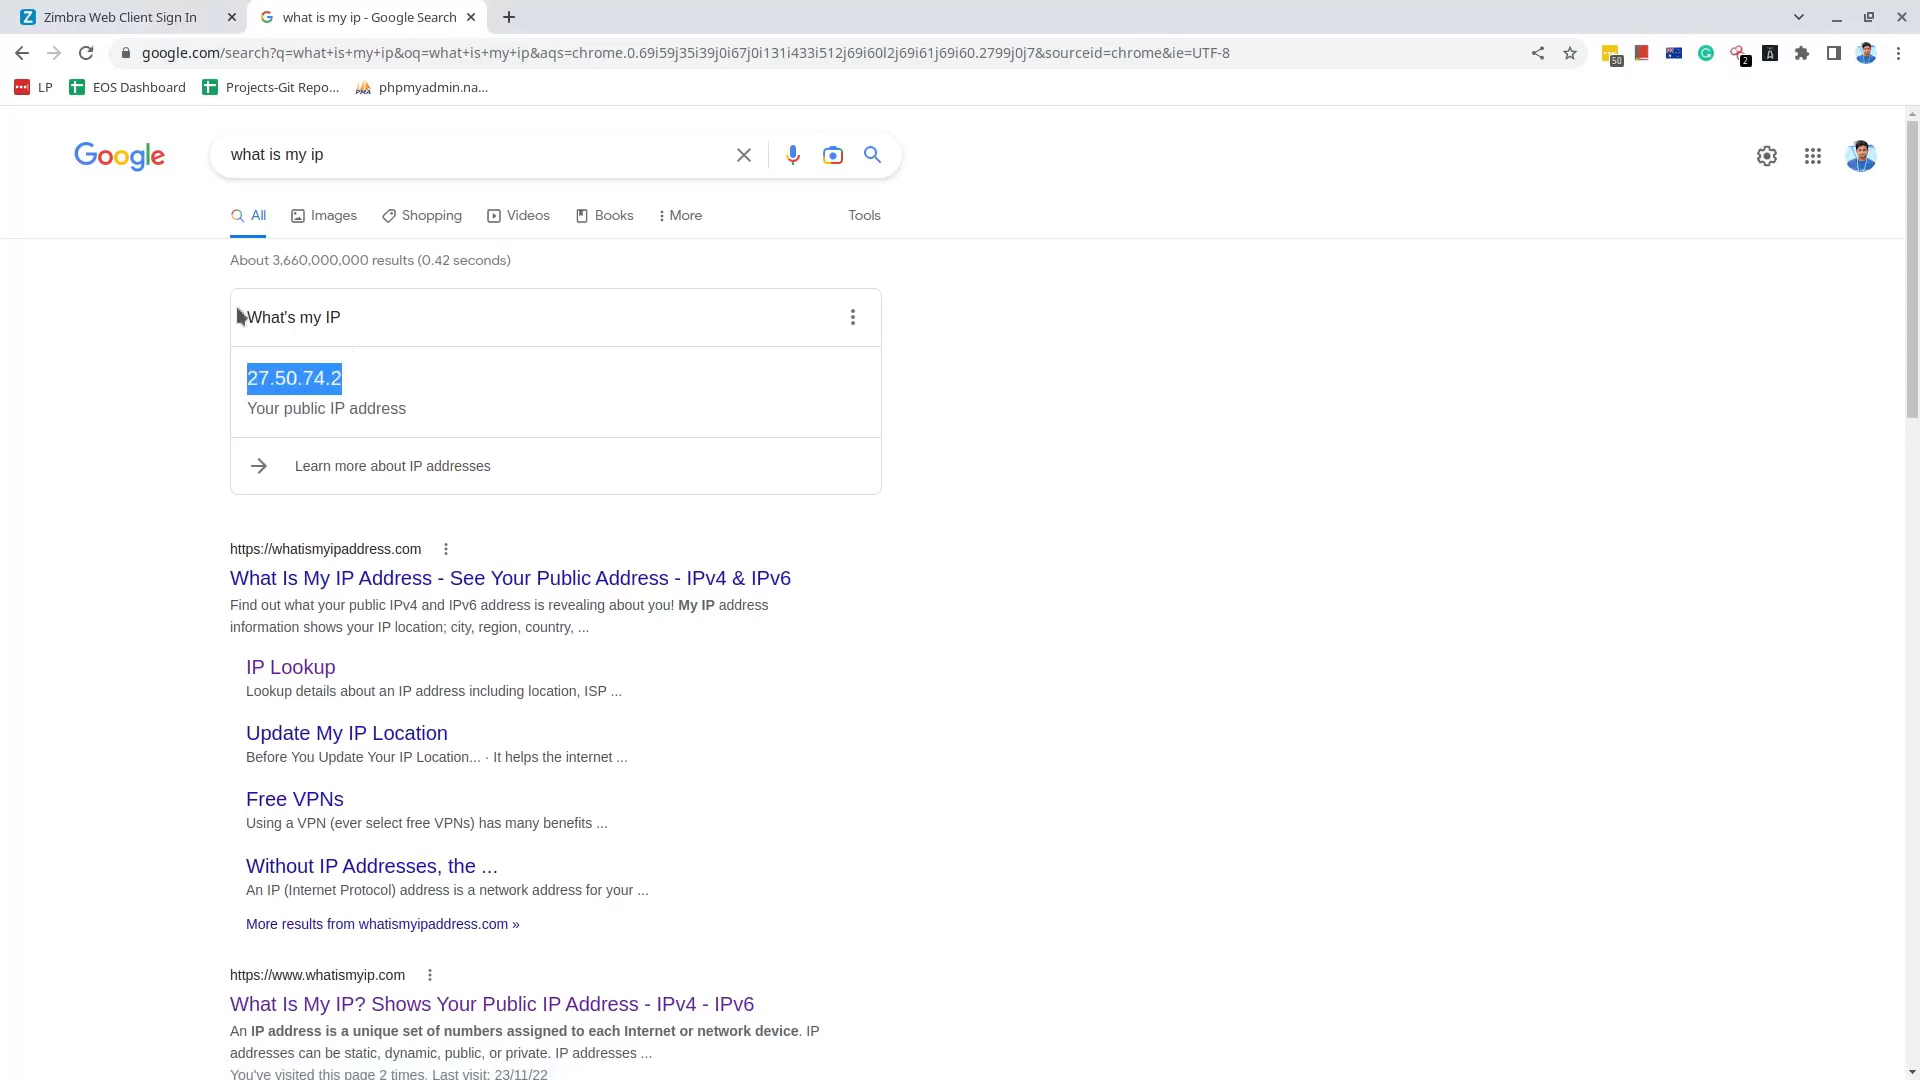 Zimbra Web Client Sign In
what is my ip - Google Search
google.com/search?q=what+is+my+ip&oq=what+is+my+ip&aqs=chrome.0.69i59j35i39j0i67j0i131i433i512j69i60l2j69i61j69i60.2799j0j7&sourceid=chrome&ie=UTF-8
50
2
LP
EOS Dashboard
Projects-Git Repo...
phpmyadmin.na...
Google
what is my ip
All
Images
Shopping
Videos
Books
More
Tools
About 3,660,000,000 results (0.42 seconds)
What's my IP
27.50.74.2
Your public IP address
Learn more about IP addresses
https://whatismyipaddress.com
What Is My IP Address - See Your Public Address - IPv4 & IPv6
Find out what your public IPv4 and IPv6 address is revealing about you! My IP address
information shows your IP location; city, region, country, ...
IP Lookup
Lookup details about an IP address including location, ISP ...
Update My IP Location
Before You Update Your IP Location... · It helps the internet ...
Free VPNs
Using a VPN (ever select free VPNs) has many benefits ...
Without IP Addresses, the ...
An IP (Internet Protocol) address is a network address for your ...
More results from whatismyipaddress.com »
https://www.whatismyip.com
What Is My IP? Shows Your Public IP Address - IPv4 - IPv6
An IP address is a unique set of numbers assigned to each Internet or network device. IP
addresses can be static, dynamic, public, or private. IP addresses ...
You've visited this page 2 times. Last visit: 23/11/22